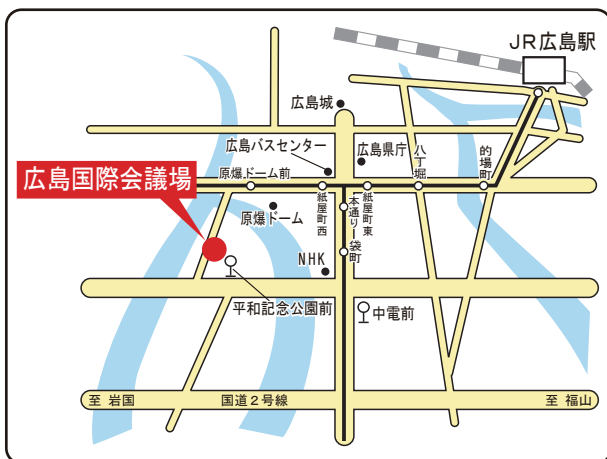 JR広島駅
広島城
広島バスセンター
広島県庁
八丁堀
的場町
広島国際会議場
原爆ドーム前
紙屋町西
本通り
紙屋町東
原爆ドーム
袋町
NHK
平和記念公園前
中電前
至 岩国
国道2号線
至 福山